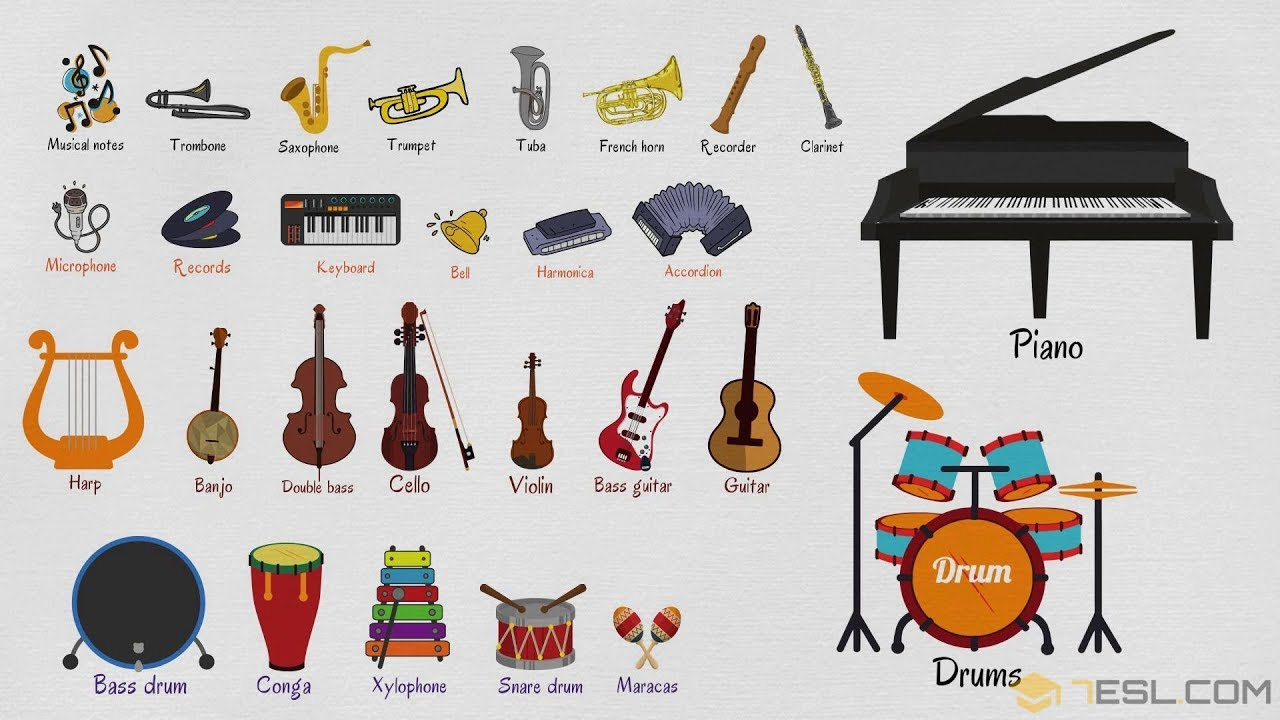 Musical notes
Trombone
Saxophone
Trumpet
Tuba
French horn
Recorder
Clarinet
Microphone
Records
Keyboard
Bell
Harmonica
Accordion
Piano
Harp
Banjo
Double bass
Cello
Violin
Bass guitar
Guitar
Drum
Drums
Bass drum
Conga
Xylophone
Snare drum
Maracas
7ESL.COM